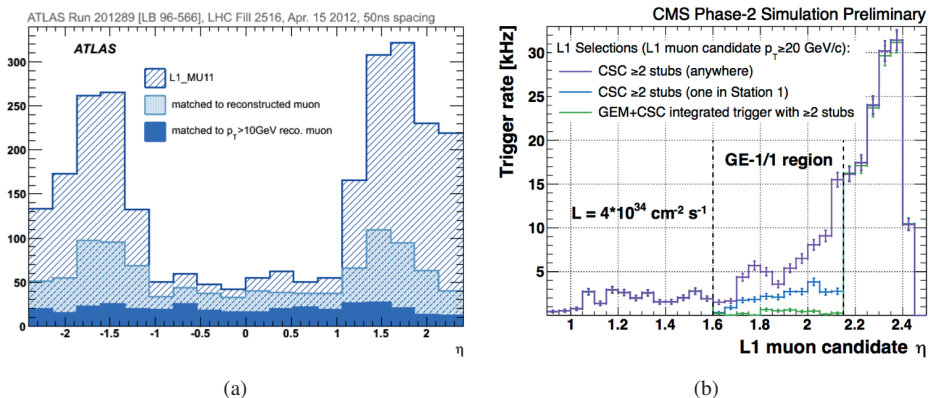 ATLAS Run 201289 [LB 96-566], LHC Fill 2516, Apr. 15 2012, 50ns spacing
ATLAS
L1_MU11
matched to reconstructed muon
matched to pT>10GeV reco. muon
300
250
200
150
100
50
0
-2 -1.5 -1 -0.5 0 0.5 1 1.5 2
η
(a)
CMS Phase-2 Simulation Preliminary
Trigger rate [kHz]
L1 Selections (L1 muon candidate pT≥20 GeV/c):
CSC ≥2 stubs (anywhere)
CSC ≥2 stubs (one in Station 1)
GEM+CSC integrated trigger with ≥2 stubs
GE-1/1 region
L = 4*10^34 cm^-2 s^-1
30
25
20
15
10
5
1 1.2 1.4 1.6 1.8 2 2.2 2.4
L1 muon candidate η
(b)